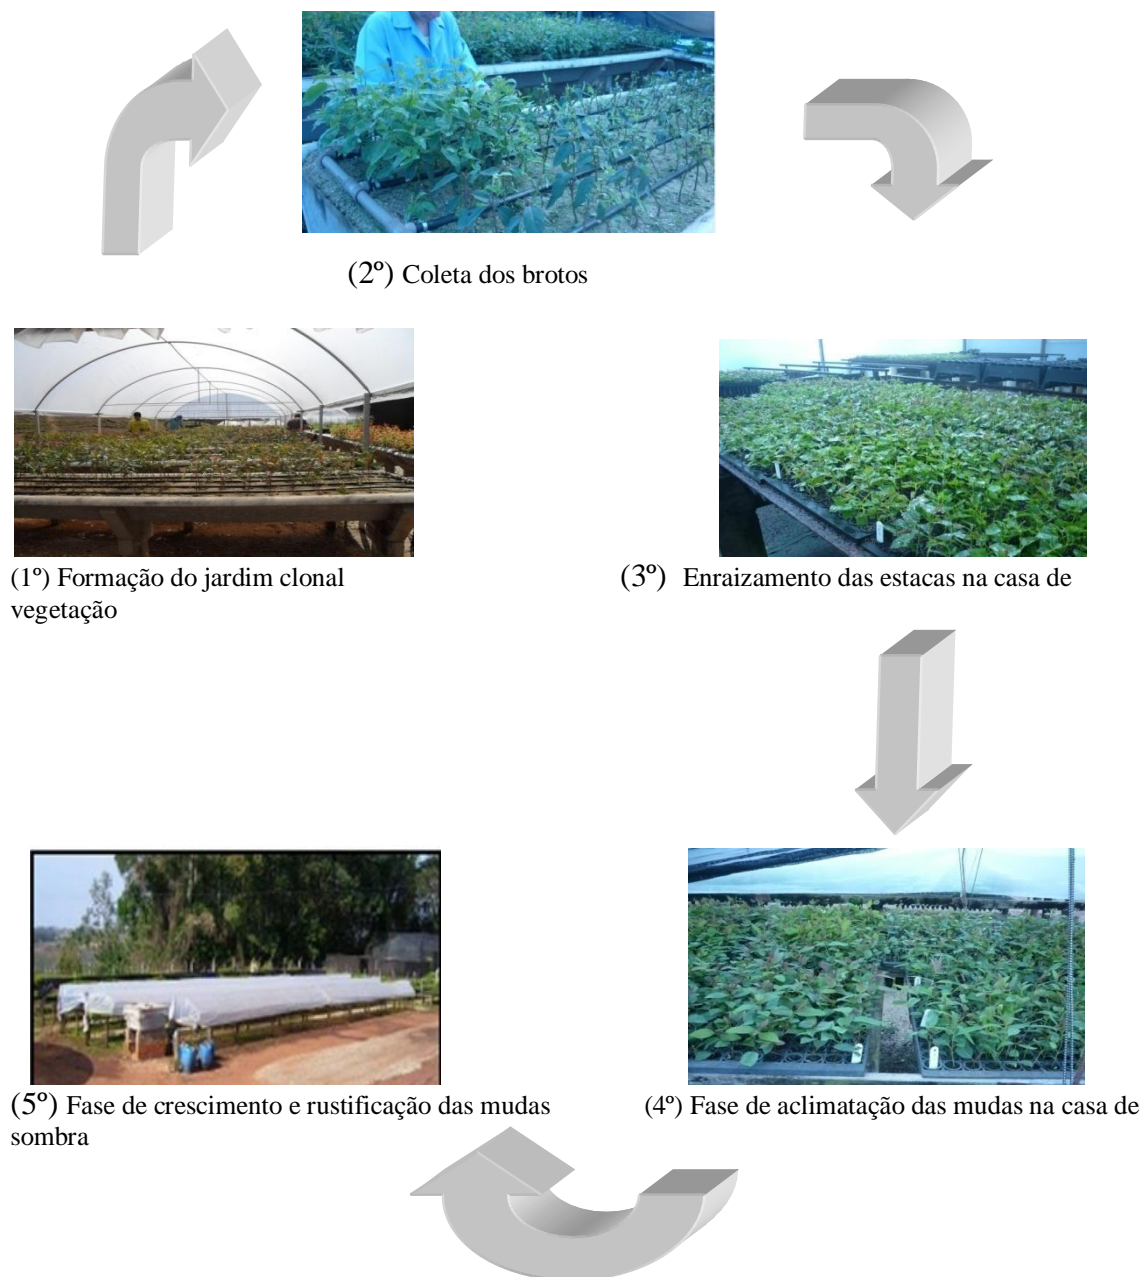 (2º) Coleta dos brotos
(1º) Formação do jardim clonal
(3º) Enraizamento das estacas na casa de
vegetação
(5º) Fase de crescimento e rustificação das mudas
(4º) Fase de aclimatação das mudas na casa de
sombra